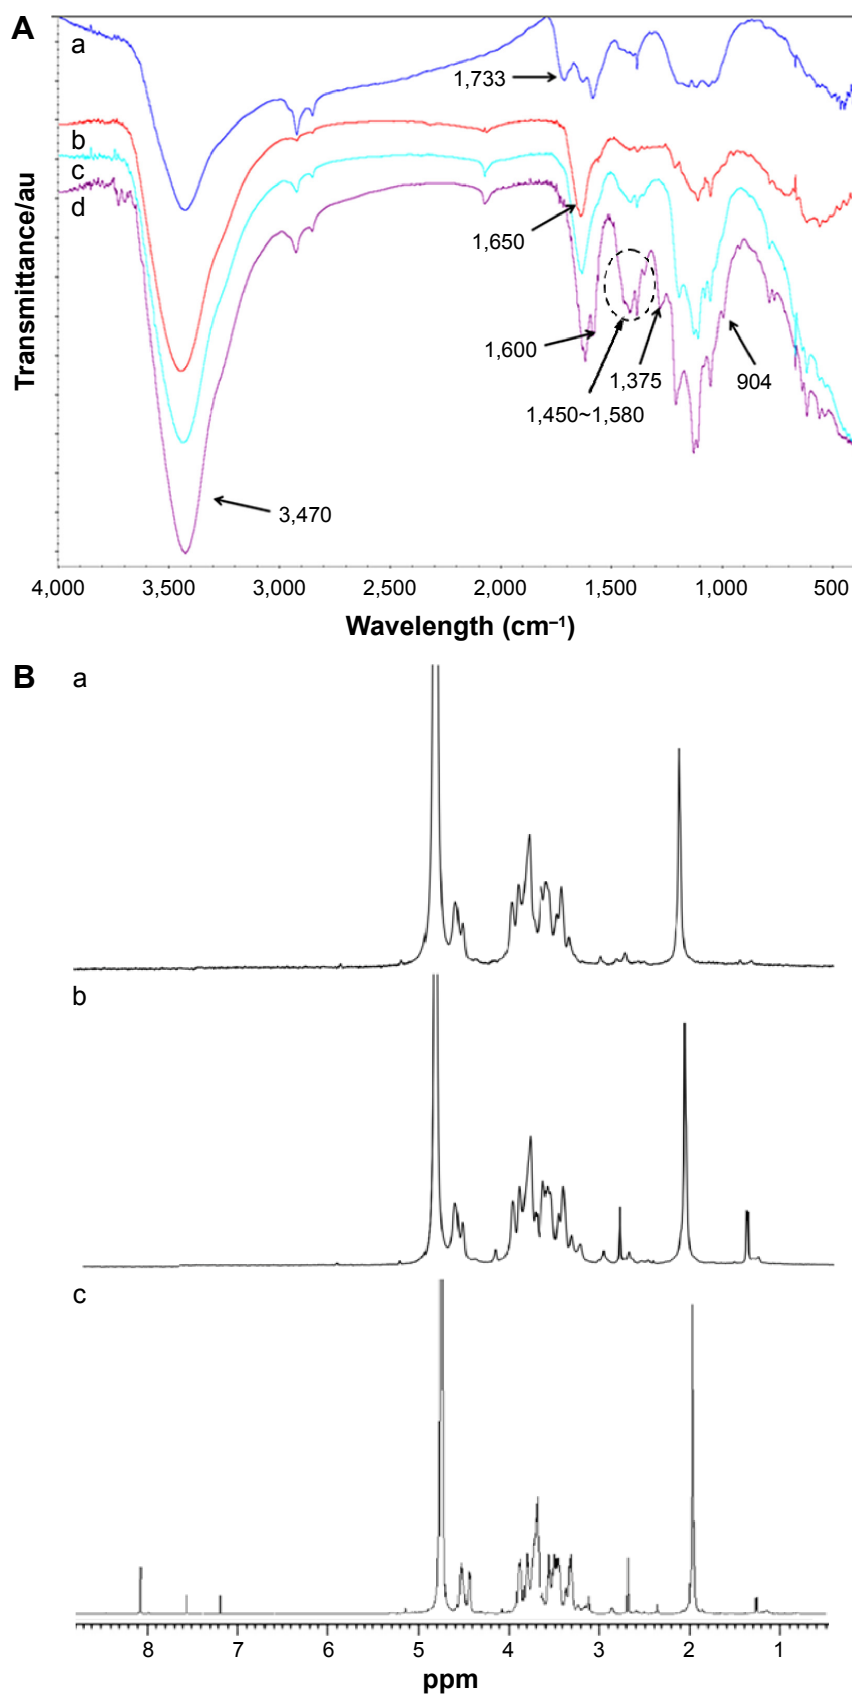 A
a
1,733
b
c
d
1,650
1,600
1,375
904
1,450~1,580
3,470
Transmittance/au
4,000 3,500 3,000 2,500 2,000 1,500 1,000 500
Wavelength (cm–1)
B
a
b
c
8 7 6 5 4 3 2 1
ppm